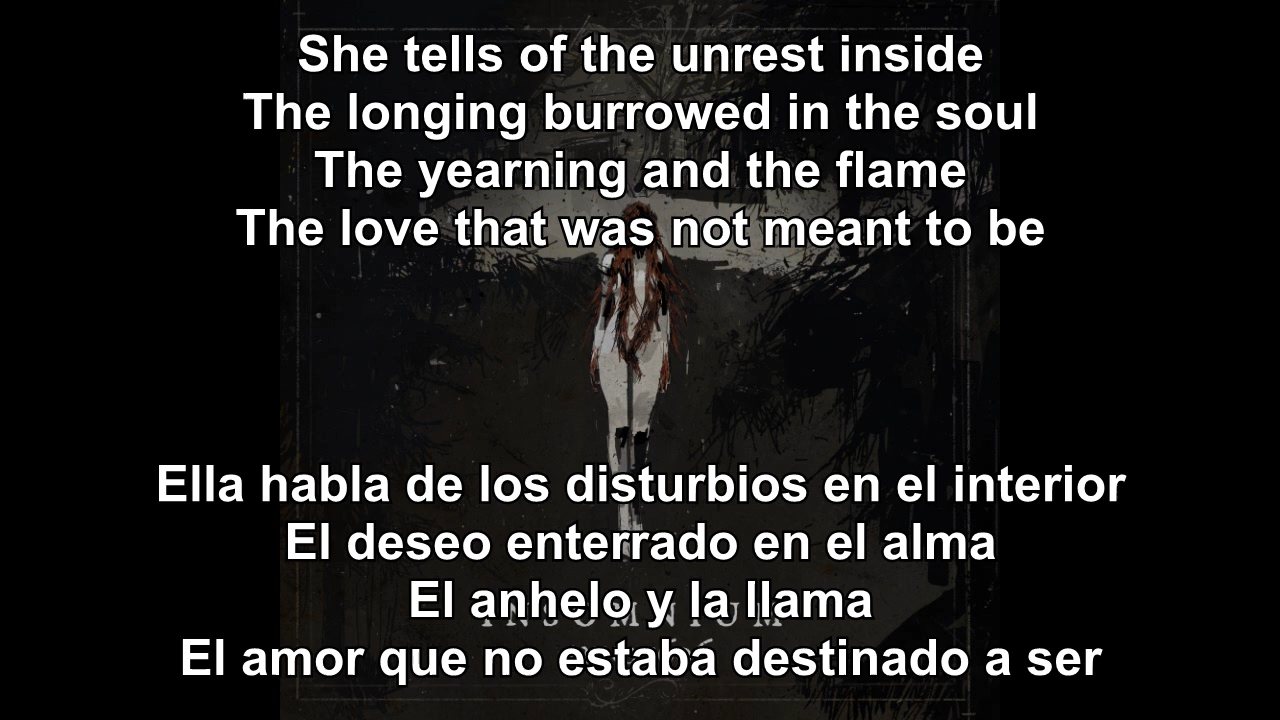 She tells of the unrest inside
The longing burrowed in the soul
The yearning and the flame
The love that was not meant to be
Ella habla de los disturbios en el interior
El deseo enterrado en el alma
El anhelo y la llama
INSOMNIUM
El amor que no estaba destinado a ser